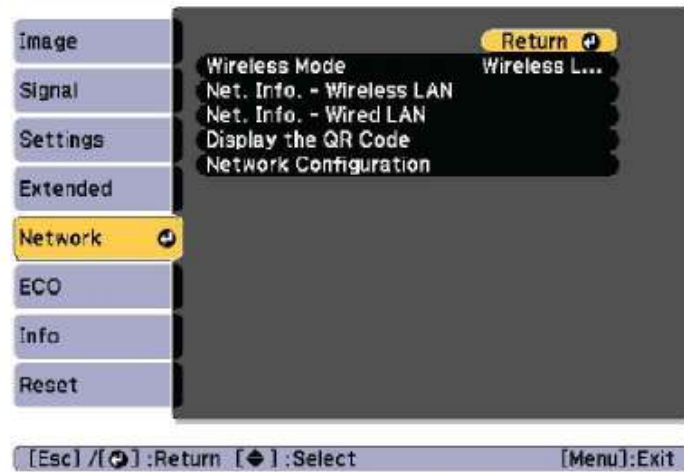 Image
Signal
Settings
Extended
Network
ECO
Info
Reset
Return
Wireless Mode Wireless L...
Net. Info. - Wireless LAN
Net. Info. - Wired LAN
Display the QR Code
Network Configuration
[Esc] /[ ] :Return [ ] :Select [Menu]:Exit